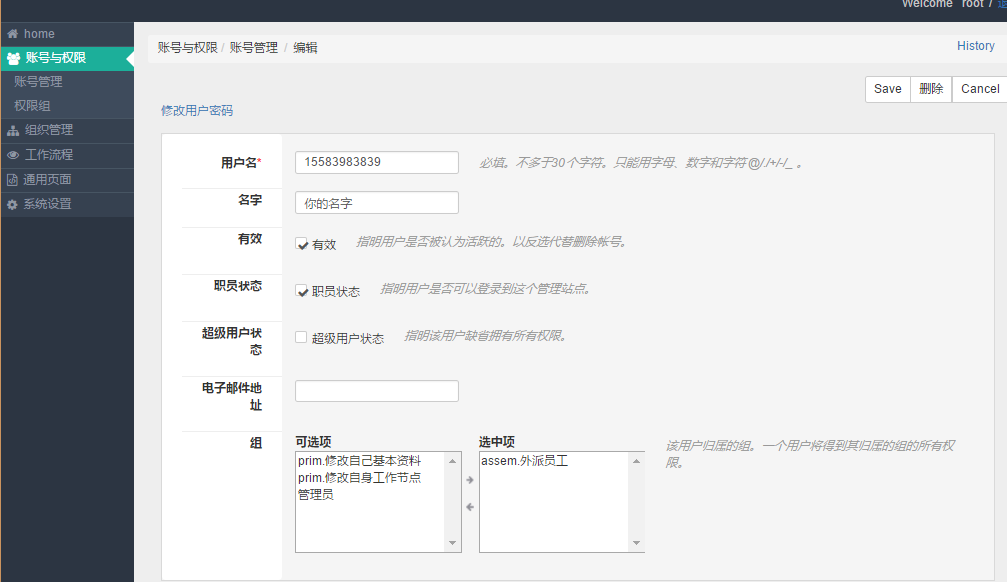 Welcome root /
home
账号与权限
账号管理
权限组
组织管理
工作流程
通用页面
系统设置
账号与权限 / 账号管理 / 编辑
History
Save 删除 Cancel
修改用户密码
用户名* 15583983839 必填。不多于30个字符。只能用字母、数字和字符 @/./+/-/_ 。
名字 你的名字
有效 有效 指明用户是否被认为活跃的。以反选代替删除帐号。
职员状态 职员状态 指明用户是否可以登录到这个管理站点。
超级用户状 超级用户状态 指明该用户缺省拥有所有权限。
态
电子邮件地
址
组 可选项 选中项 该用户归属的组。一个用户将得到其归属的组的所有权
限。
prim.修改自己基本资料 assem.外派员工
prim.修改自身工作节点
管理员